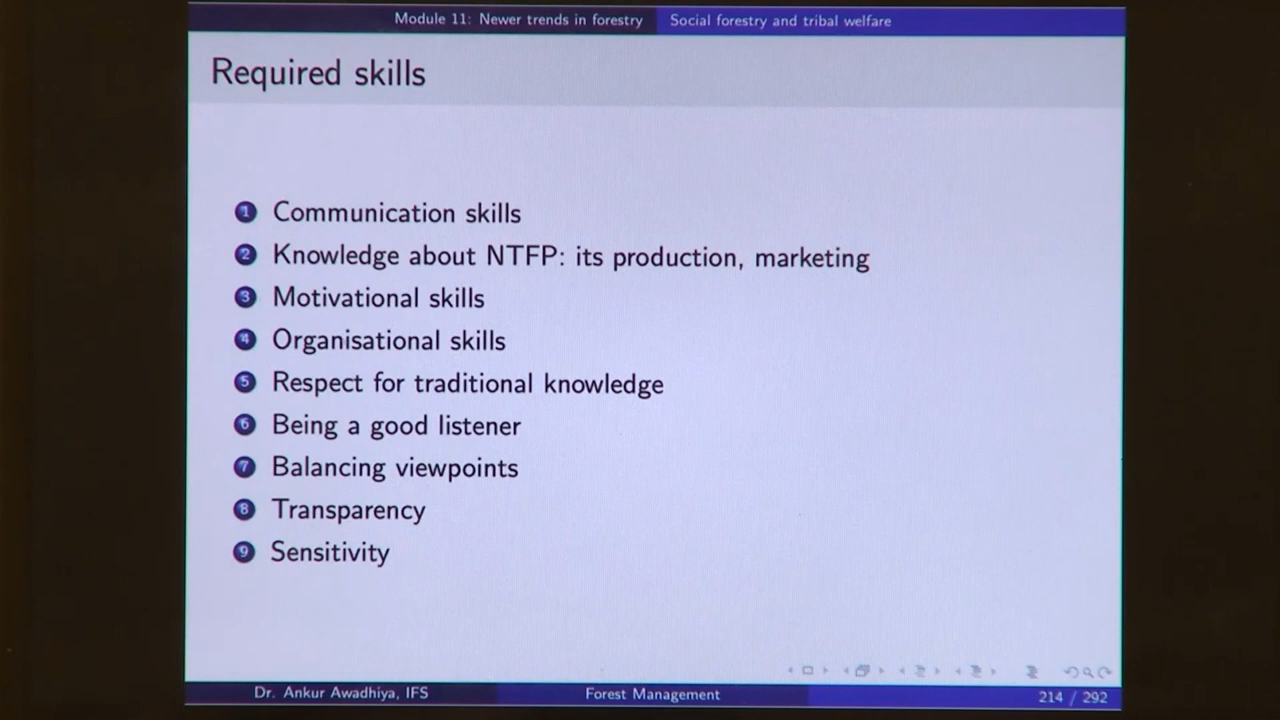 Module 11: Newer trends in forestry Social forestry and tribal welfare
Required skills
1 Communication skills
2 Knowledge about NTFP: its production, marketing
3 Motivational skills
4 Organisational skills
5 Respect for traditional knowledge
6 Being a good listener
7 Balancing viewpoints
8 Transparency
9 Sensitivity
Dr. Ankur Awadhiya, IFS Forest Management 214 / 292